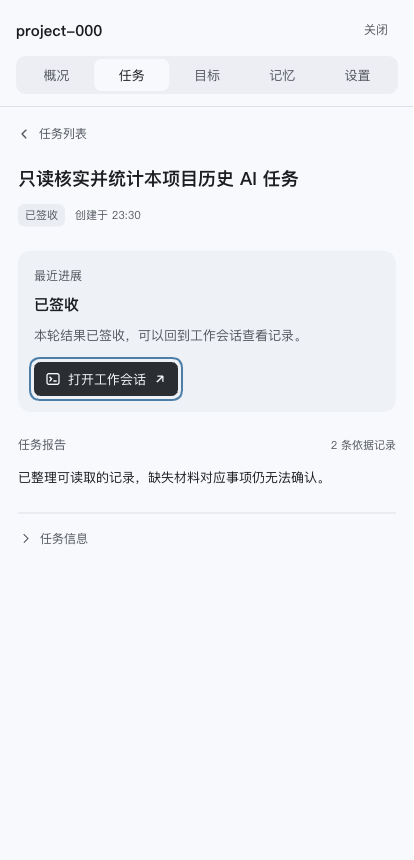 project-000
关闭
概况 任务 目标 记忆 设置
任务列表
只读核实并统计本项目历史 AI 任务
已签收 创建于 23:30
最近进展
已签收
本轮结果已签收，可以回到工作会话查看记录。
打开工作会话
任务报告 2 条依据记录
已整理可读取的记录，缺失材料对应事项仍无法确认。
任务信息